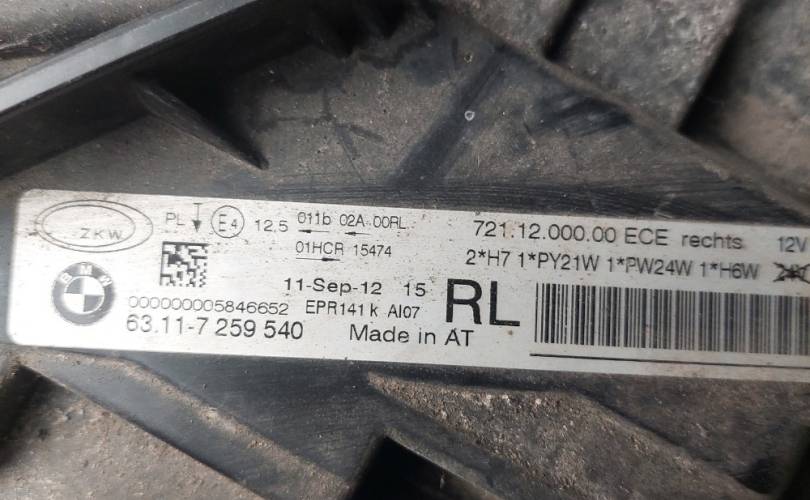 ZKW
PL E4 12.5 011b 02A 00RL
01HCR 15474
721.12.000.00 ECE rechts 12V
2*H7 1*PY21W 1*PW24W 1*H6W
BMW
11-Sep-12 15 RL
000000005846652 EPR141 k AI07
63.11-7 259 540 Made in AT